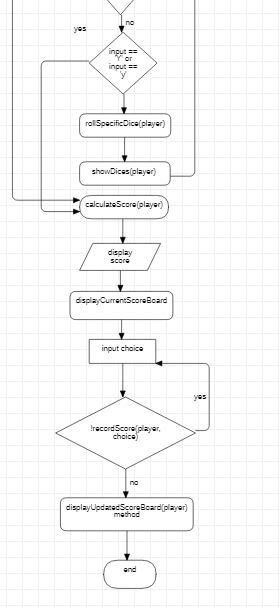 no
yes
input ==
'Y' or
input ==
'y'
rollSpecificDice(player)
showDices(player)
calculateScore(player)
display
score
displayCurrentScoreBoard
input choice
yes
!recordScore(player,
choice)
no
displayUpdatedScoreBoard(player)
method
end